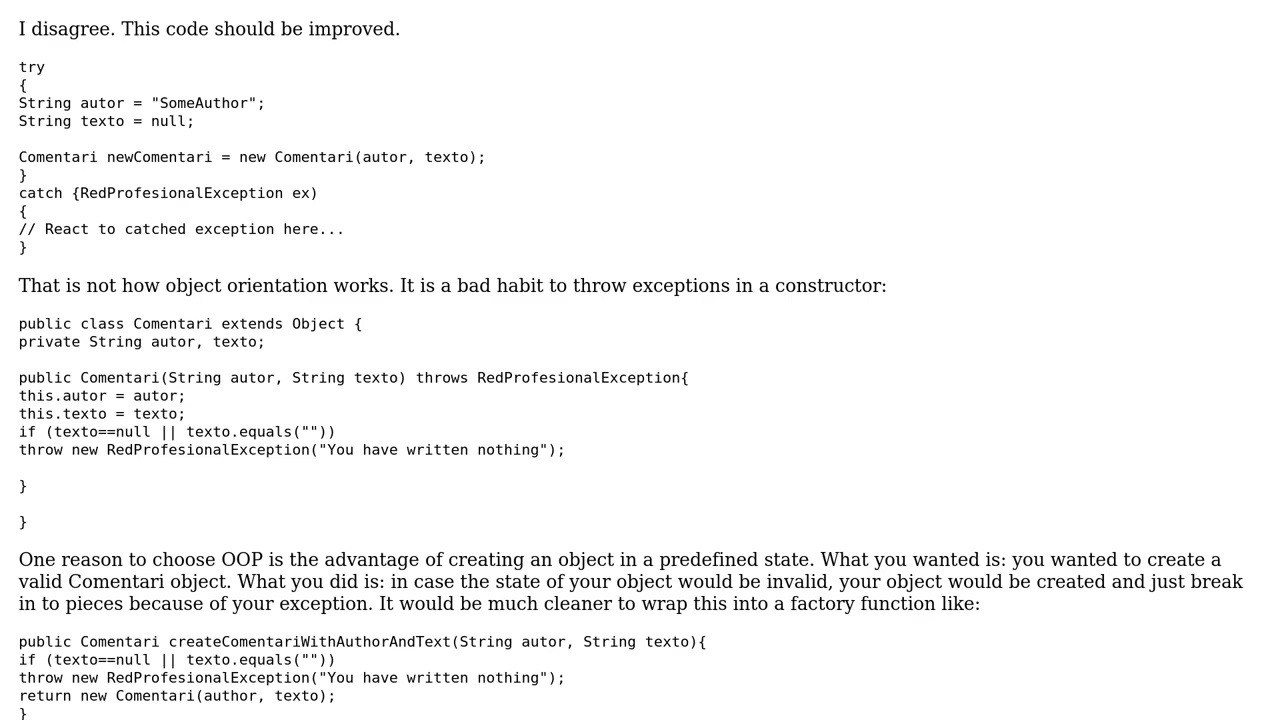 I disagree. This code should be improved.
try
{
String autor = "SomeAuthor";
String texto = null;
Comentari newComentari = new Comentari(autor, texto);
}
catch {RedProfesionalException ex)
{
// React to catched exception here...
}
That is not how object orientation works. It is a bad habit to throw exceptions in a constructor:
public class Comentari extends Object {
private String autor, texto;
public Comentari(String autor, String texto) throws RedProfesionalException{
this.autor = autor;
this.texto = texto;
if (texto==null || texto.equals(""))
throw new RedProfesionalException("You have written nothing");
}
}
One reason to choose OOP is the advantage of creating an object in a predefined state. What you wanted is: you wanted to create a
valid Comentari object. What you did is: in case the state of your object would be invalid, your object would be created and just break
in to pieces because of your exception. It would be much cleaner to wrap this into a factory function like:
public Comentari createComentariWithAuthorAndText(String autor, String texto){
if (texto==null || texto.equals(""))
throw new RedProfesionalException("You have written nothing");
return new Comentari(author, texto);
}